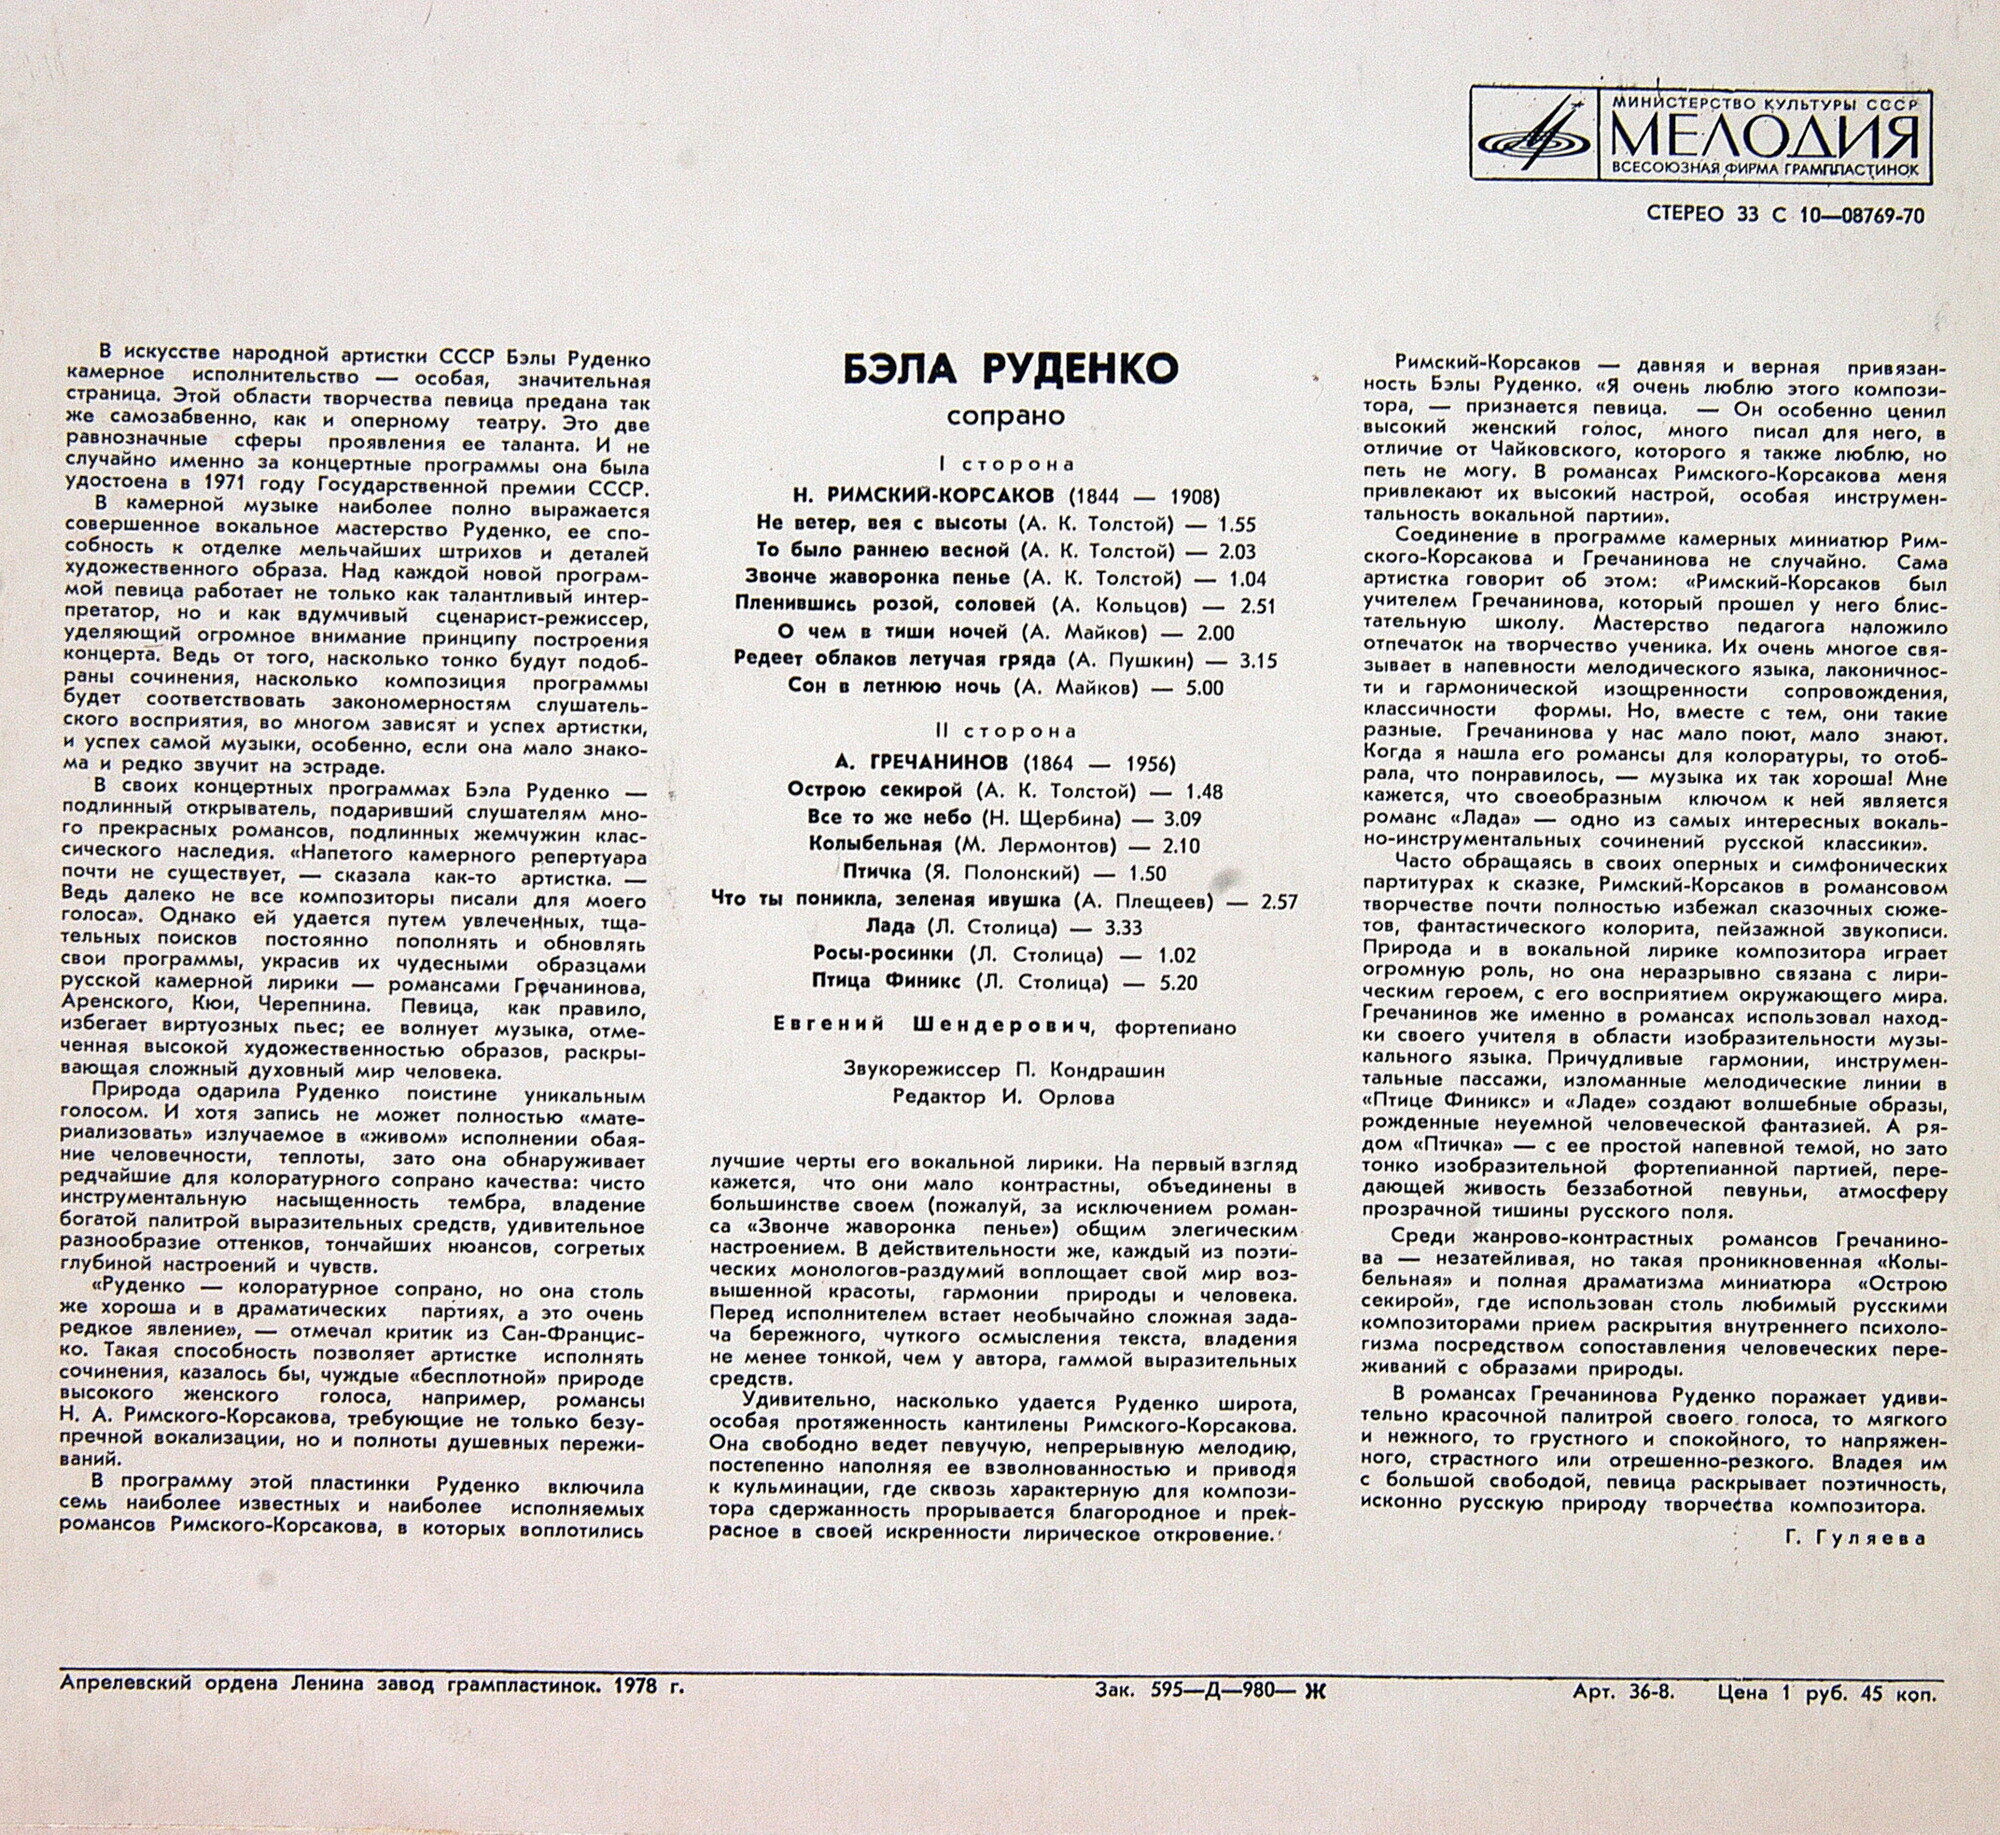 МИНИСТЕРСТВО КУЛЬТУРЫ СССР
МЕЛОДИЯ
ВСЕСОЮЗНАЯ ФИРМА ГРАМПЛАСТИНОК
СТЕРЕО 33 С 10—08769-70
В искусстве народной артистки СССР Бэлы Руденко
камерное исполнительство — особая, значительная
страница. Этой области творчества певица предана так
же самозабвенно, как и оперному театру. Это две
равнозначные сферы проявления ее таланта. И не
случайно именно за концертные программы она была
удостоена в 1971 году Государственной премии СССР.
В камерной музыке наиболее полно выражается
совершенное вокальное мастерство Руденко, ее спо-
собность к отделке мельчайших штрихов и деталей
художественного образа. Над каждой новой програм-
мой певица работает не только как талантливый интер-
претатор, но и как вдумчивый сценарист-режиссер,
уделяющий огромное внимание принципу построения
концерта. Ведь от того, насколько тонко будут подоб-
раны сочинения, насколько композиция программы
будет соответствовать закономерностям слушатель-
ского восприятия, во многом зависят и успех артистки,
и успех самой музыки, особенно, если она мало знако-
ма и редко звучит на эстраде.
В своих концертных программах Бэла Руденко —
подлинный открыватель, подаривший слушателям мно-
го прекрасных романсов, подлинных жемчужин клас-
сического наследия. «Напетого камерного репертуара
почти не существует, — сказала как-то артистка. —
Ведь далеко не все композиторы писали для моего
голоса». Однако ей удается путем увлеченных, тща-
тельных поисков постоянно пополнять и обновлять
свои программы, украсив их чудесными образцами
русской камерной лирики — романсами Гречанинова,
Аренского, Кюи, Черепнина. Певица, как правило,
избегает виртуозных пьес; ее волнует музыка, отме-
ченная высокой художественностью образов, раскры-
вающая сложный духовный мир человека.
Природа одарила Руденко поистине уникальным
голосом. И хотя запись не может полностью «мате-
риализовать» излучаемое в «живом» исполнении обая-
ние человечности, теплоты, зато она обнаруживает
редчайшие для колоратурного сопрано качества: чисто
инструментальную насыщенность тембра, владение
богатой палитрой выразительных средств, удивительное
разнообразие оттенков, тончайших нюансов, согретых
глубиной настроений и чувств.
«Руденко — колоратурное сопрано, но она столь
же хороша и в драматических партиях, а это очень
редкое явление», — отмечал критик из Сан-Францис-
ко. Такая способность позволяет артистке исполнять
сочинения, казалось бы, чуждые «бесплотной» природе
высокого женского голоса, например, романсы
Н. А. Римского-Корсакова, требующие не только безу-
пречной вокализации, но и полноты душевных пережи-
ваний.
В программу этой пластинки Руденко включила
семь наиболее известных и наиболее исполняемых
романсов Римского-Корсакова, в которых воплотились
БЭЛА РУДЕНКО
сопрано
I сторона
Н. РИМСКИЙ-КОРСАКОВ (1844 — 1908)
Не ветер, вея с высоты (А. К. Толстой) — 1.55
То было раннею весной (А. К. Толстой) — 2.03
Звонче жаворонка пенье (А. К. Толстой) — 1.04
Пленившись розой, соловей (А. Кольцов) — 2.51
О чем в тиши ночей (А. Майков) — 2.00
Редеет облаков летучая гряда (А. Пушкин) — 3.15
Сон в летнюю ночь (А. Майков) — 5.00
II сторона
А. ГРЕЧАНИНОВ (1864 — 1956)
Острою секирой (А. К. Толстой) — 1.48
Все то же небо (Н. Щербина) — 3.09
Колыбельная (М. Лермонтов) — 2.10
Птичка (Я. Полонский) — 1.50
Что ты поникла, зеленая ивушка (А. Плещеев) — 2.57
Лада (Л. Столица) — 3.33
Росы-росинки (Л. Столица) — 1.02
Птица Финикс (Л. Столица) — 5.20
Евгений Шендерович, фортепиано
Звукорежиссер П. Кондрашин
Редактор И. Орлова
лучшие черты его вокальной лирики. На первый взгляд
кажется, что они мало контрастны, объединены в
большинстве своем (пожалуй, за исключением роман-
са «Звонче жаворонка пенье») общим элегическим
настроением. В действительности же, каждый из поэти-
ческих монологов-раздумий воплощает свой мир воз-
вышенной красоты, гармонии природы и человека.
Перед исполнителем встает необычайно сложная зада-
ча бережного, чуткого осмысления текста, владения
не менее тонкой, чем у автора, гаммой выразительных
средств.
Удивительно, насколько удается Руденко широта,
особая протяженность кантилены Римского-Корсакова.
Она свободно ведет певучую, непрерывную мелодию,
постепенно наполняя ее взволнованностью и приводя
к кульминации, где сквозь характерную для компози-
тора сдержанность прорывается благородное и прек-
расное в своей искренности лирическое откровение.
Римский-Корсаков — давняя и верная привязан-
ность Бэлы Руденко. «Я очень люблю этого компози-
тора, — признается певица. — Он особенно ценил
высокий женский голос, много писал для него, в
отличие от Чайковского, которого я также люблю, но
петь не могу. В романсах Римского-Корсакова меня
привлекают их высокий настрой, особая инструмен-
тальность вокальной партии».
Соединение в программе камерных миниатюр Рим-
ского-Корсакова и Гречанинова не случайно. Сама
артистка говорит об этом: «Римский-Корсаков был
учителем Гречанинова, который прошел у него блис-
тательную школу. Мастерство педагога наложило
отпечаток на творчество ученика. Их очень многое свя-
зывает в напевности мелодического языка, лаконичнос-
ти и гармонической изощренности сопровождения,
классичности формы. Но, вместе с тем, они такие
разные. Гречанинова у нас мало поют, мало знают.
Когда я нашла его романсы для колоратуры, то отоб-
рала, что понравилось, — музыка их так хороша! Мне
кажется, что своеобразным ключом к ней является
романс «Лада» — одно из самых интересных вокаль-
но-инструментальных сочинений русской классики».
Часто обращаясь в своих оперных и симфонических
партитурах к сказке, Римский-Корсаков в романсовом
творчестве почти полностью избежал сказочных сюже-
тов, фантастического колорита, пейзажной звукописи.
Природа и в вокальной лирике композитора играет
огромную роль, но она неразрывно связана с лири-
ческим героем, с его восприятием окружающего мира.
Гречанинов же именно в романсах использовал наход-
ки своего учителя в области изобразительности музы-
кального языка. Причудливые гармонии, инструмен-
тальные пассажи, изломанные мелодические линии в
«Птице Финикс» и «Ладе» создают волшебные образы,
рожденные неуемной человеческой фантазией. А ря-
дом «Птичка» — с ее простой напевной темой, но зато
тонко изобразительной фортепианной партией, пере-
дающей живость беззаботной певуньи, атмосферу
прозрачной тишины русского поля.
Среди жанрово-контрастных романсов Гречанино-
ва — незатейливая, но такая проникновенная «Колы-
бельная» и полная драматизма миниатюра «Острою
секирой», где использован столь любимый русскими
композиторами прием раскрытия внутреннего психоло-
гизма посредством сопоставления человеческих пере-
живаний с образами природы.
В романсах Гречанинова Руденко поражает удиви-
тельно красочной палитрой своего голоса, то мягкого
и нежного, то грустного и спокойного, то напряжен-
ного, страстного или отрешенно-резкого. Владея им
с большой свободой, певица раскрывает поэтичность,
исконно русскую природу творчества композитора.
Г. Гуляева
Апрелевский ордена Ленина завод грампластинок. 1978 г.
Зак. 595—Д—980— Ж
Арт. 36-8. Цена 1 руб. 45 коп.